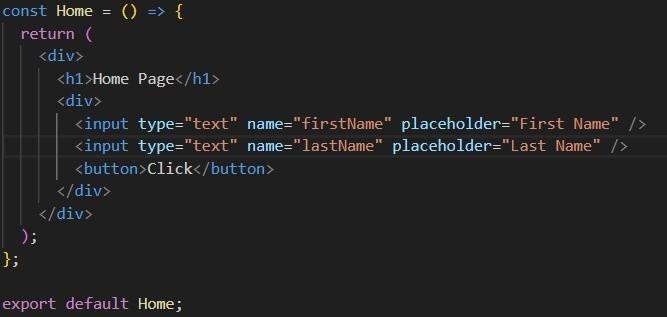 const Home = () => {
  return (
    <div>
      <h1>Home Page</h1>
      <div>
        <input type="text" name="firstName" placeholder="First Name" />
        <input type="text" name="lastName" placeholder="Last Name" />
        <button>Click</button>
      </div>
    </div>
  );
};

export default Home;